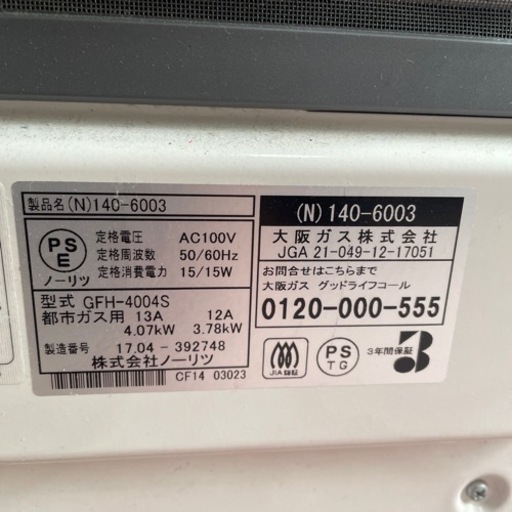 製品名 (N)140-6003
PS
E
ノーリツ
定格電圧 AC100V
定格周波数 50/60Hz
定格消費電力 15/15W
型式 GFH-4004S
都市ガス用 13A 12A
4.07kW 3.78kW
製造番号 17.04-392748
株式会社ノーリツ
CF14 03023
(N) 140-6003
大阪ガス株式会社
JGA 21-049-12-17051
お問合せはこちらまで
大阪ガス グッドライフコール
0120-000-555
JIA認証
PS
TG
3年間保証
3